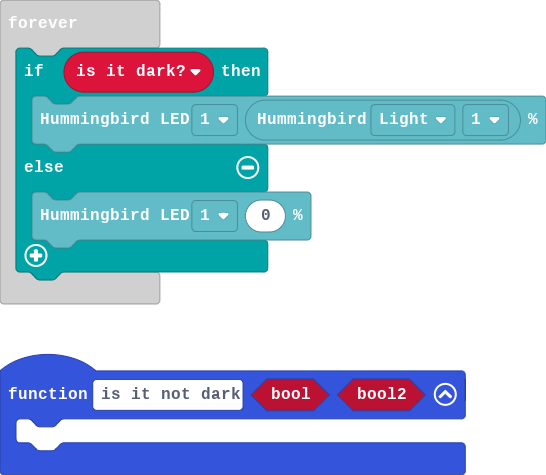 forever
if is it dark? then
Hummingbird LED 1 Hummingbird Light 1 %
else
Hummingbird LED 1 0 %
function is it not dark bool bool2